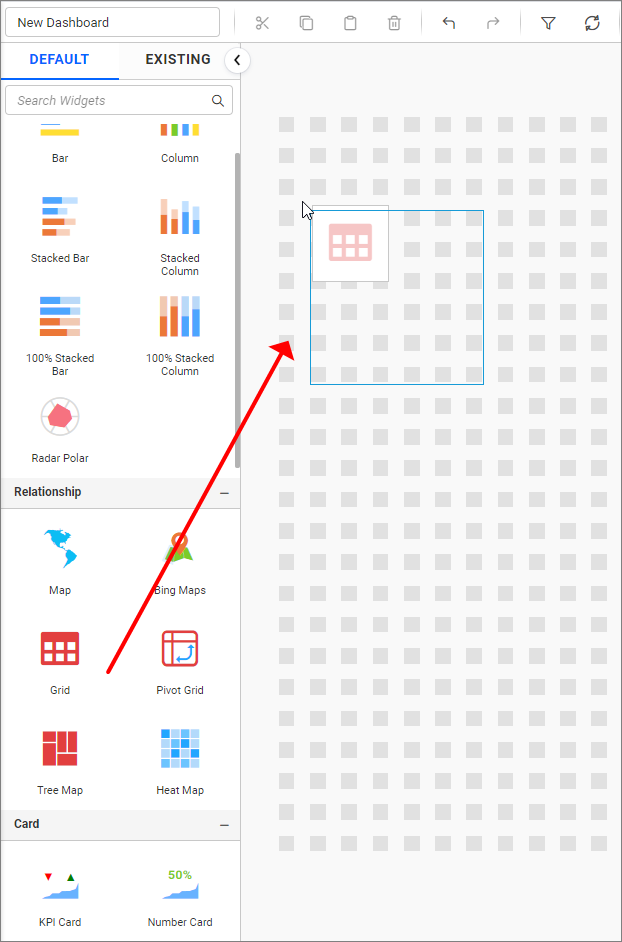 New Dashboard
DEFAULT
EXISTING
Search Widgets
Bar
Column
Stacked Bar
Stacked
Column
100% Stacked
Bar
100% Stacked
Column
Radar Polar
Relationship
Map
Bing Maps
Grid
Pivot Grid
Tree Map
Heat Map
Card
KPI Card
50%
Number Card